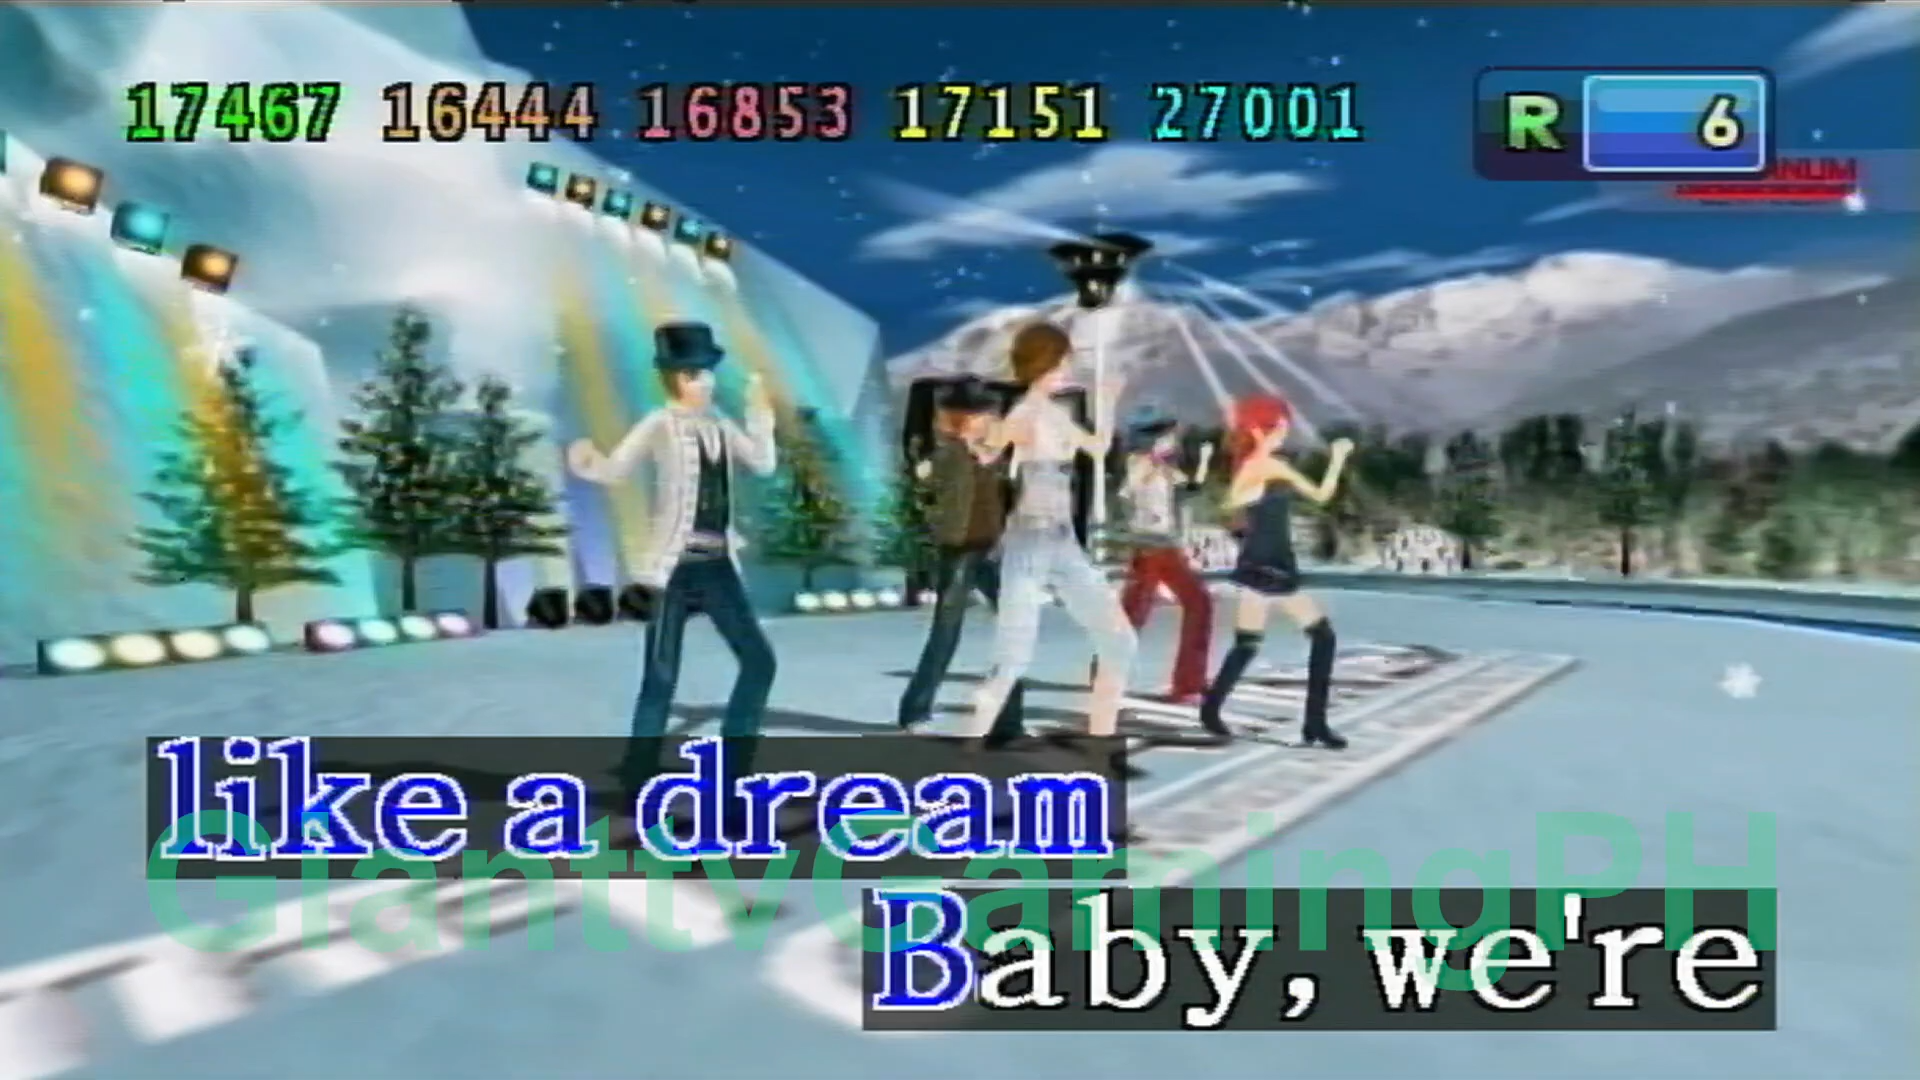 17467 16444 16853 17151 27001
R 6
like a dream
GianttvGamingPH
Baby, we're